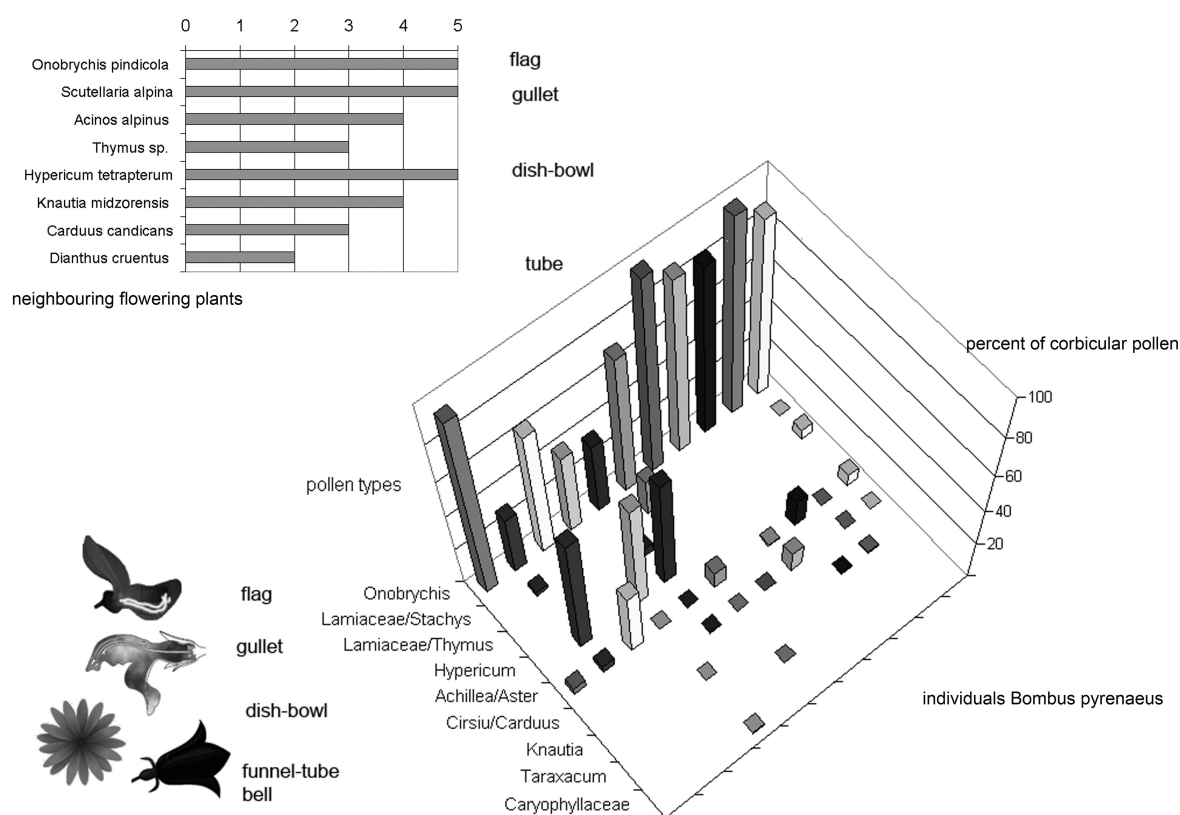 0 1 2 3 4 5
Onobrychis pindicola
Scutellaria alpina
Acinos alpinus
Thymus sp.
Hypericum tetrapterum
Knautia midzorensis
Carduus candicans
Dianthus cruentus
neighbouring flowering plants
flag
gullet
dish-bowl
tube
percent of corbicular pollen
100
80
60
40
20
pollen types
Onobrychis
Lamiaceae/Stachys
Lamiaceae/Thymus
Hypericum
Achillea/Aster
Cirsiu/Carduus
Knautia
Taraxacum
Caryophyllaceae
individuals Bombus pyrenaeus
flag
gullet
dish-bowl
funnel-tube
bell